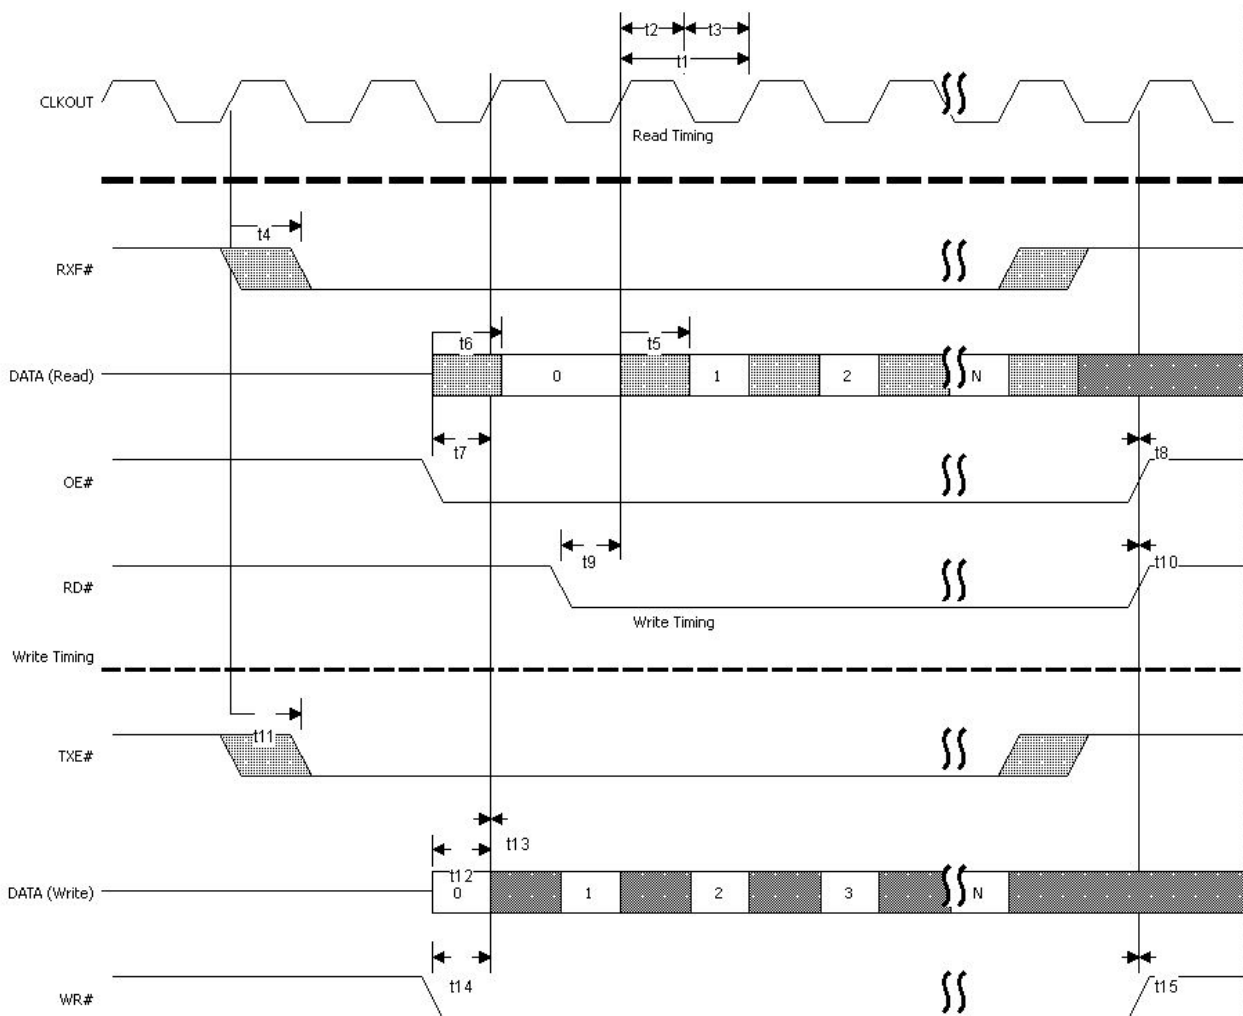 t2 t3
t1
CLKOUT
Read Timing
t4
RXF#
t6 t5
DATA (Read) 0 1 2 N
t7 t8
OE#
t9 t10
RD#
Write Timing
Write Timing
t11
TXE#
t13
t12
DATA (Write) 0 1 2 3 N
t14 t15
WR#